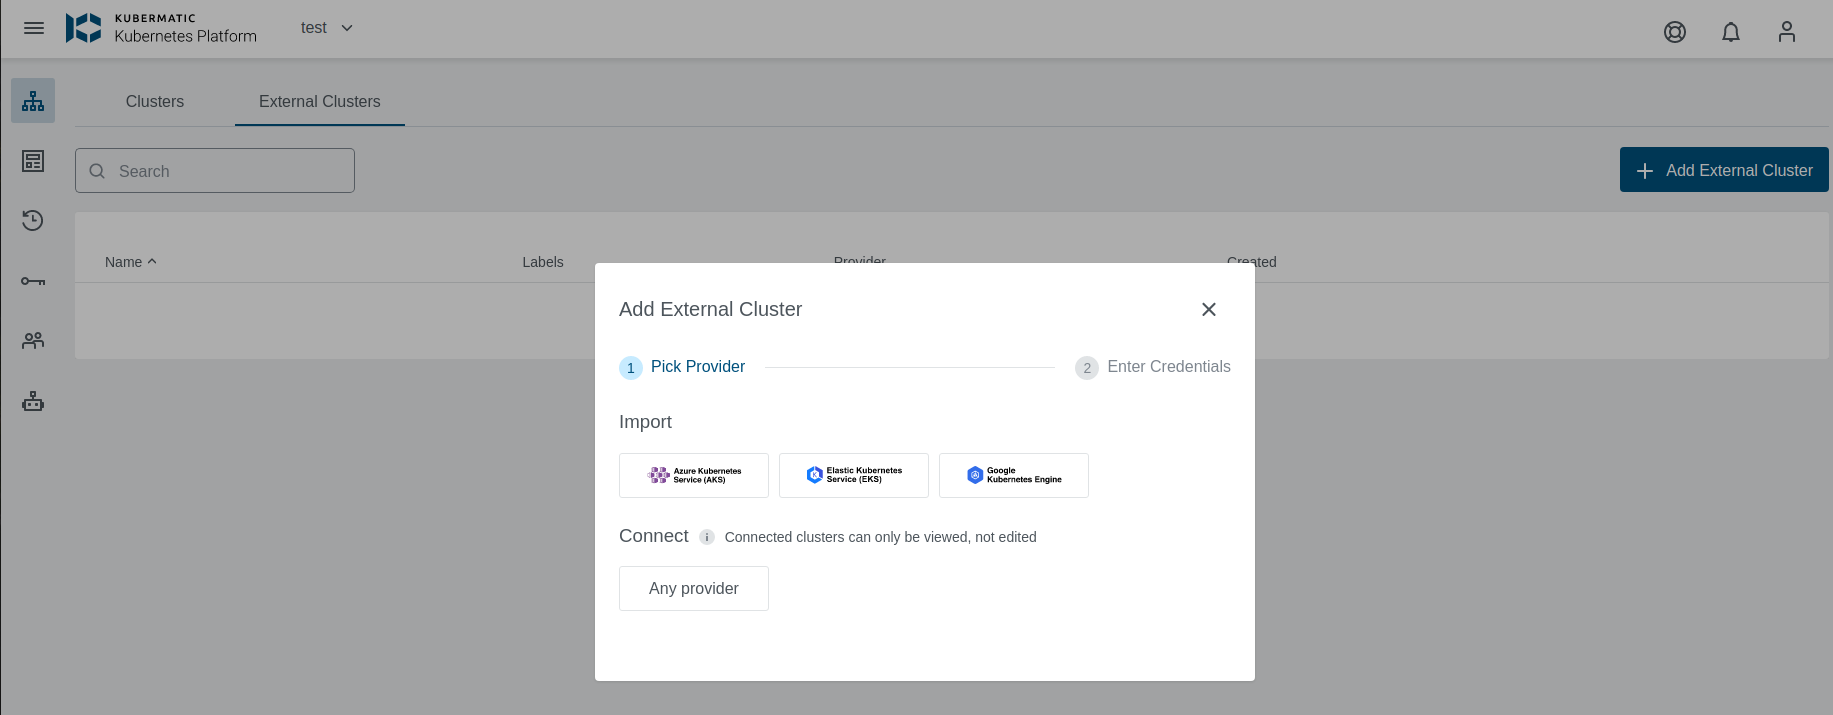 KUBERMATIC
Kubernetes Platform
test
Clusters
External Clusters
Search
Add External Cluster
Name
Labels
Provider
Created
Add External Cluster
1 Pick Provider
2 Enter Credentials
Import
Azure Kubernetes
Service (AKS)
Elastic Kubernetes
Service (EKS)
Google
Kubernetes Engine
Connect i Connected clusters can only be viewed, not edited
Any provider